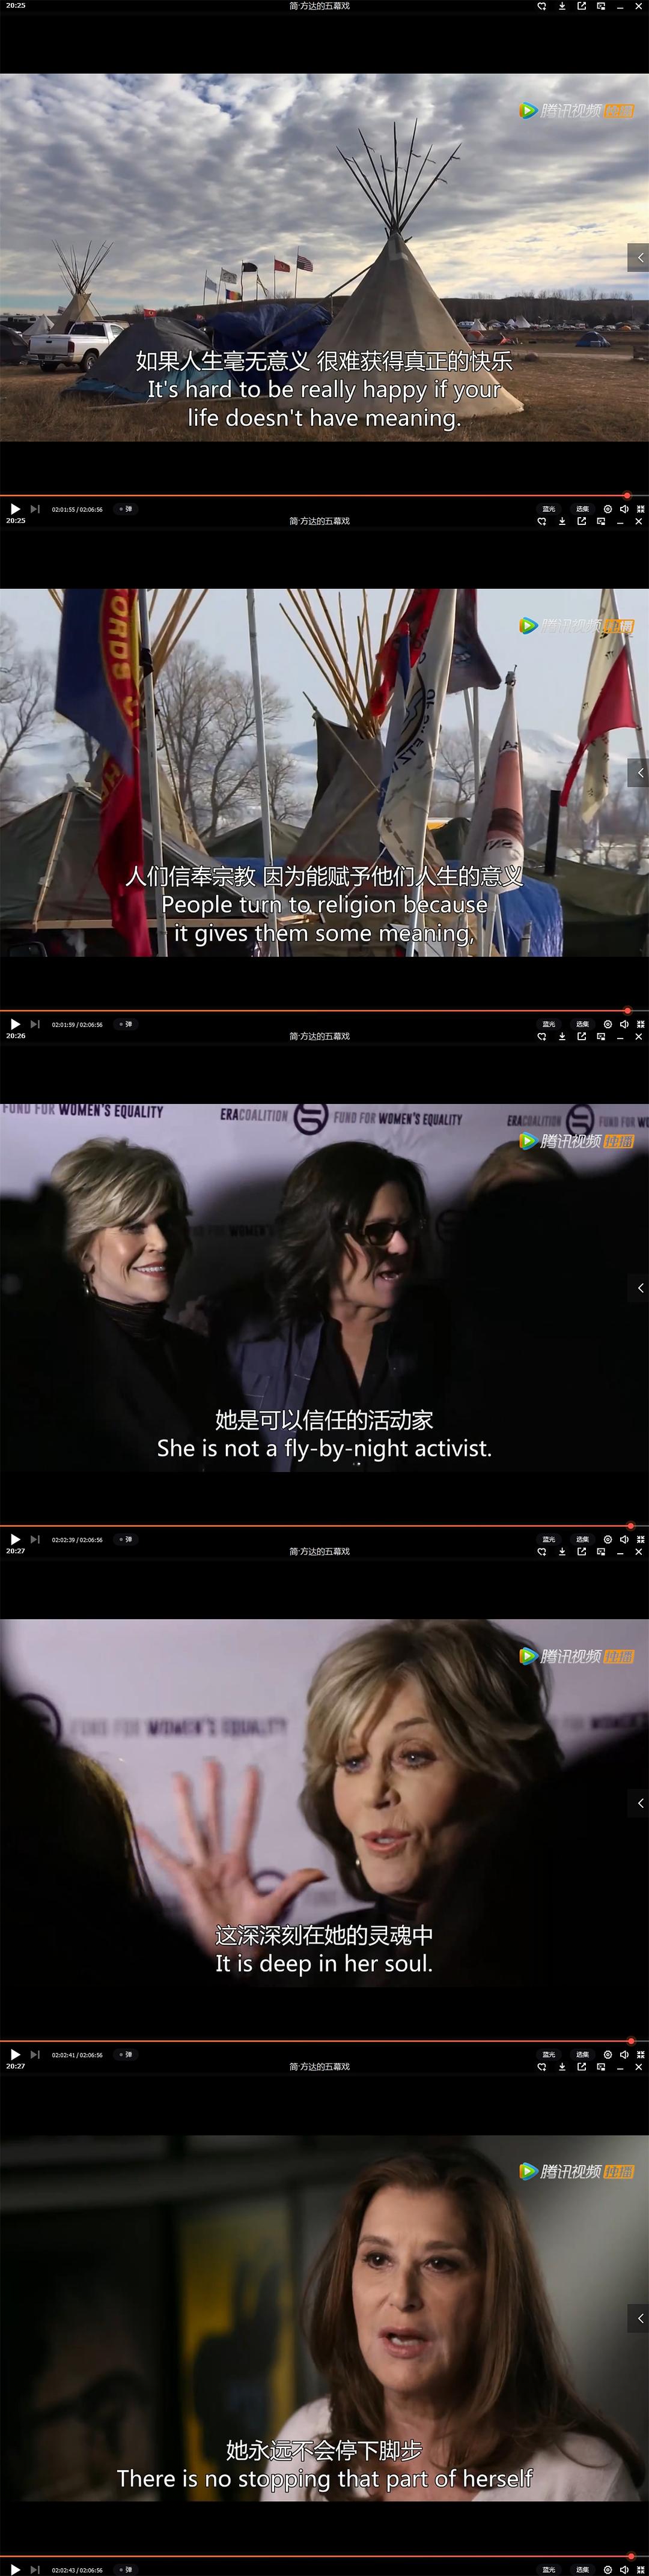 20:25
简·方达的五幕戏
腾讯视频
如果人生毫无意义 很难获得真正的快乐
It's hard to be really happy if your
life doesn't have meaning.
02:01:55 / 02:06:56
弹
蓝光
选集
20:25
简·方达的五幕戏
腾讯视频
人们信奉宗教 因为能赋予他们人生的意义
People turn to religion because
it gives them some meaning,
02:01:59 / 02:06:56
弹
蓝光
选集
20:26
简·方达的五幕戏
FUND FOR WOMEN'S EQUALITY
ERACOALITION
FUND FOR WOMEN'S EQUALITY
ERACOALITION
FUND FOR WO
腾讯视频
她是可以信任的活动家
She is not a fly-by-night activist.
02:02:39 / 02:06:56
弹
蓝光
选集
20:27
简·方达的五幕戏
腾讯视频
FUND FOR WOMEN'S EQUALITY
这深深刻在她的灵魂中
It is deep in her soul.
02:02:41 / 02:06:56
弹
蓝光
选集
20:27
简·方达的五幕戏
腾讯视频
她永远不会停下脚步
There is no stopping that part of herself
02:02:43 / 02:06:56
弹
蓝光
选集